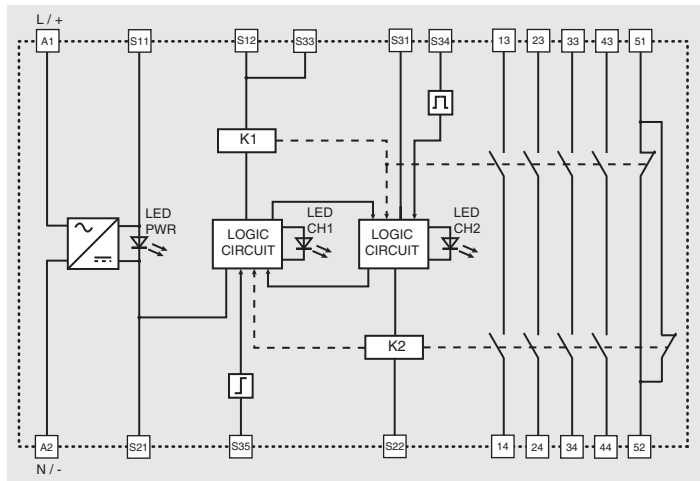 L / +
A1
S11
S12
S33
S31
S34
13
23
33
43
51
K1
LED
PWR
LOGIC
CIRCUIT
LED
CH1
LOGIC
CIRCUIT
LED
CH2
K2
A2
S21
S35
S22
14
24
34
44
52
N / -